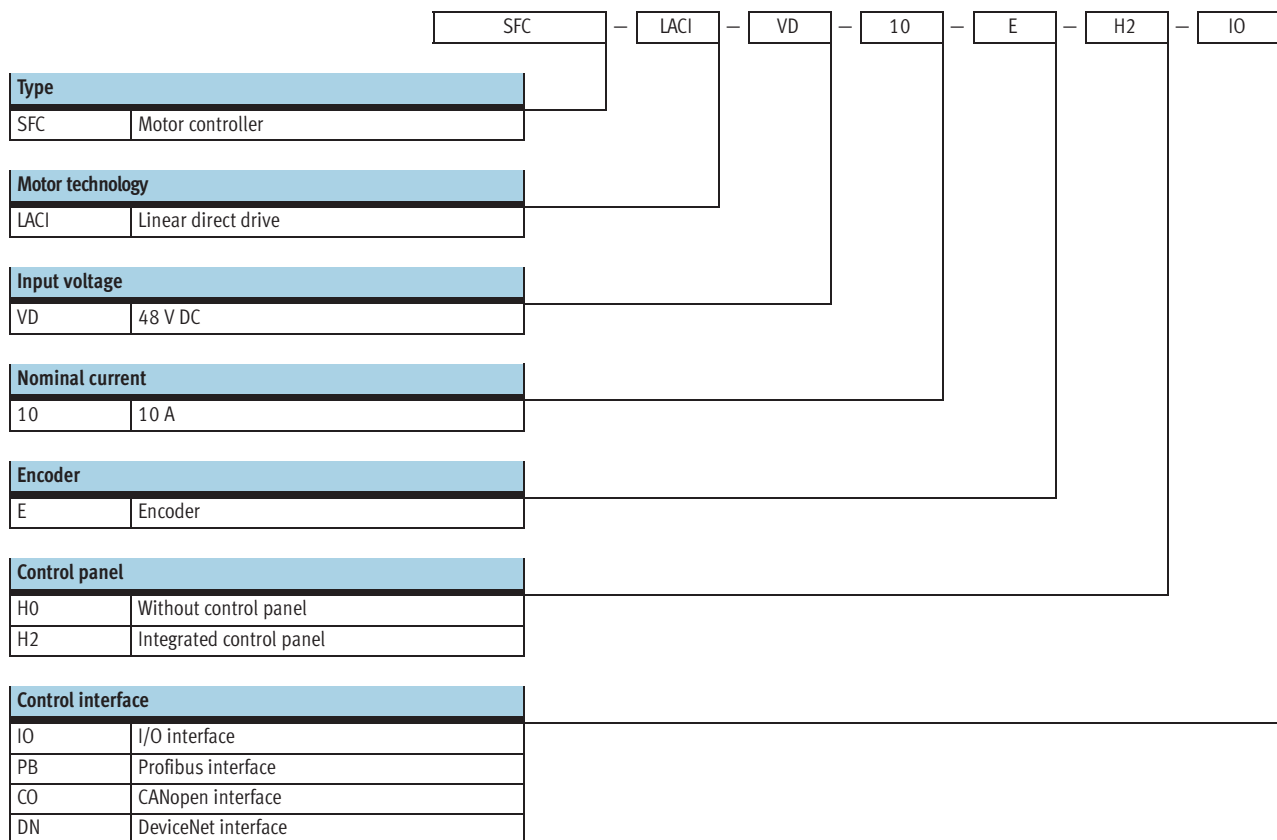 SFC – LACI – VD – 10 – E – H2 – IO
Type
SFC Motor controller
Motor technology
LACI Linear direct drive
Input voltage
VD 48 V DC
Nominal current
10 10 A
Encoder
E Encoder
Control panel
H0 Without control panel
H2 Integrated control panel
Control interface
IO I/O interface
PB Profibus interface
CO CANopen interface
DN DeviceNet interface